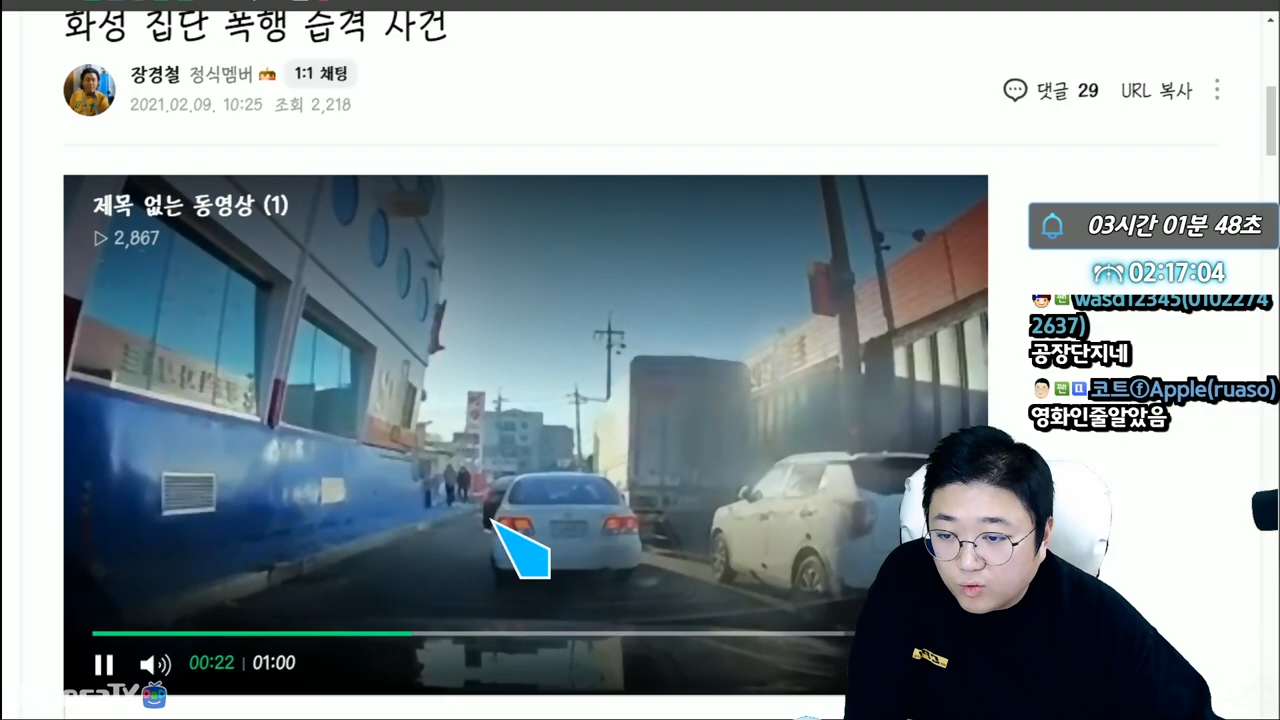 화성 집단 폭행 습격 사건
장경철 정식멤버 1:1 채팅
2021.02.09. 10:25 조회 2,218
댓글 29 URL 복사
제목 없는 동영상 (1)
2,867
03시간 01분 48초
02:17:04
팬 wasd12345(01022742637)
공장단지네
팬 코트ⓕApple(ruaso)
영화인줄알았음
00:22 01:00